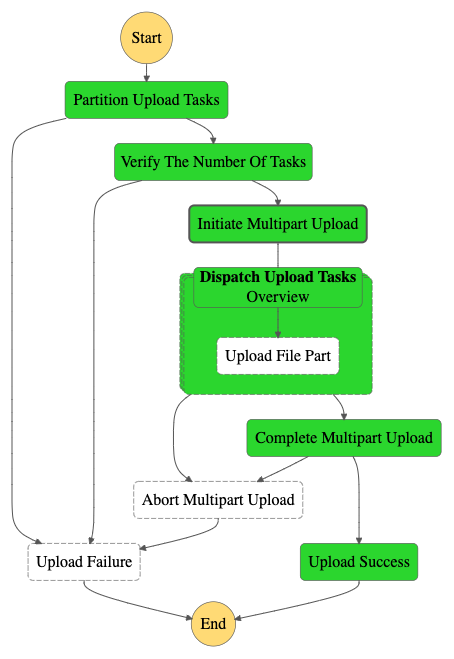 Start
Partition Upload Tasks
Verify The Number Of Tasks
Initiate Multipart Upload
Dispatch Upload Tasks
Overview
Upload File Part
Complete Multipart Upload
Abort Multipart Upload
Upload Failure
Upload Success
End